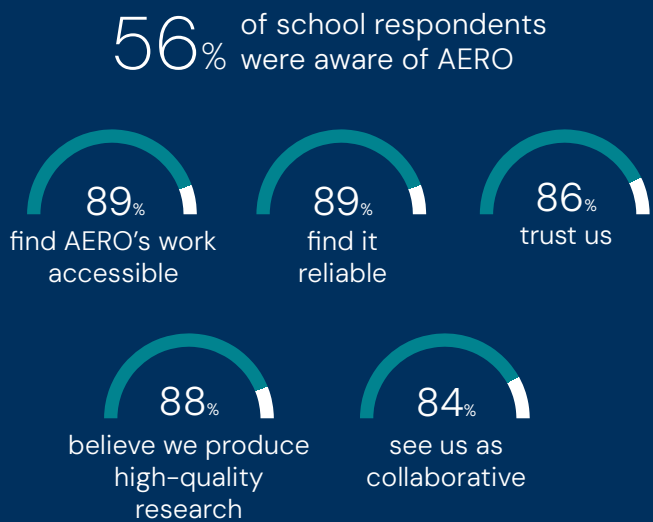 56% of school respondents
were aware of AERO
89%
find AERO’s work
accessible
89%
find it
reliable
86%
trust us
88%
believe we produce
high-quality
research
84%
see us as
collaborative